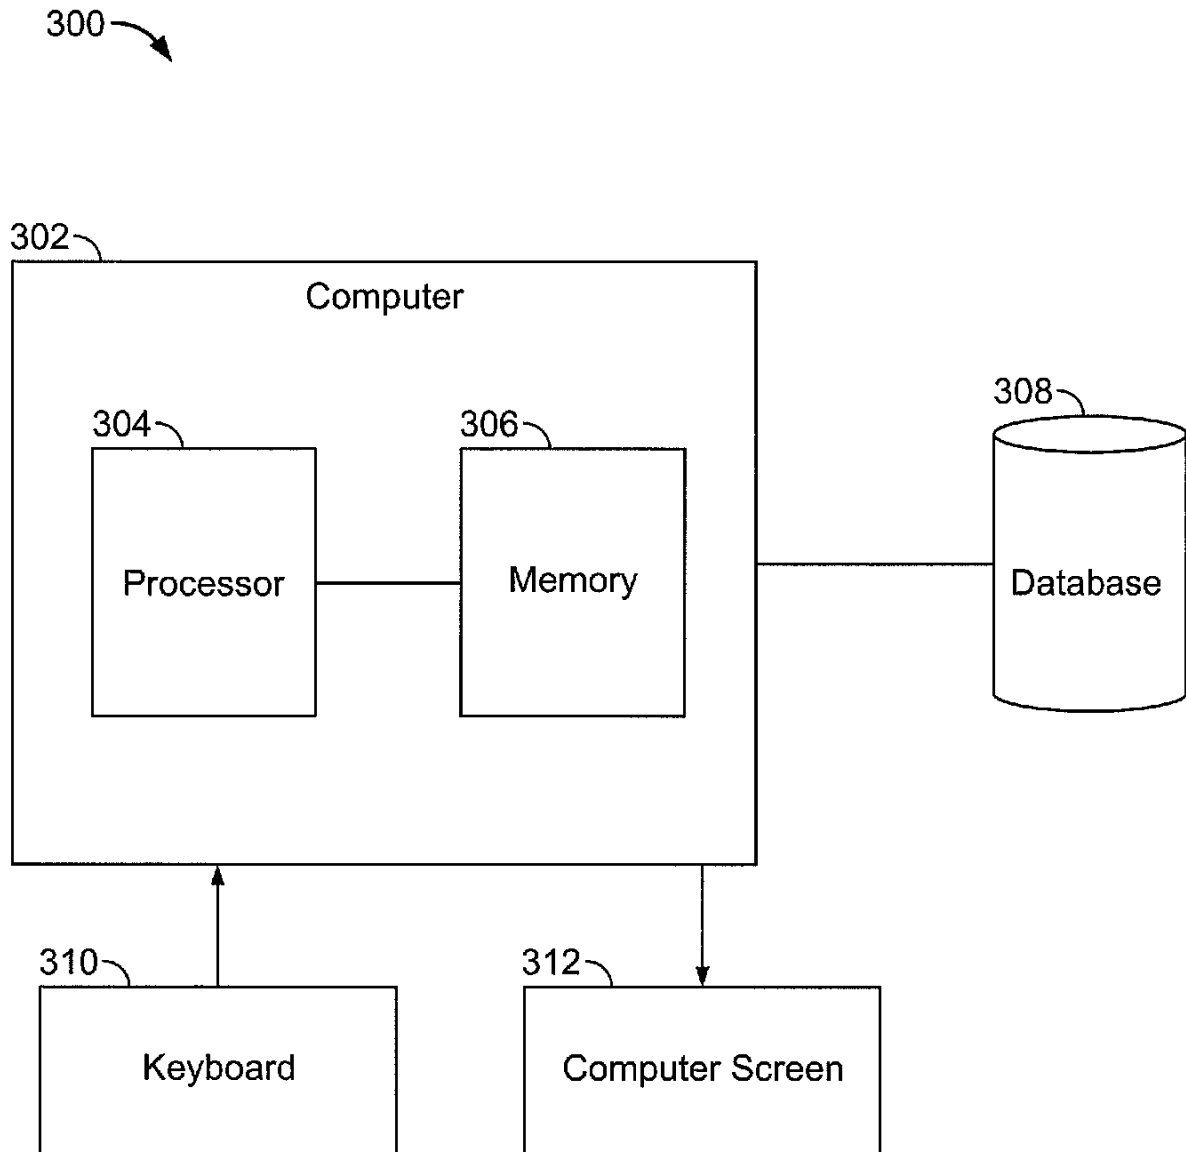 300
302
Computer
308
304
306
Processor
Memory
Database
310
312
Keyboard
Computer Screen